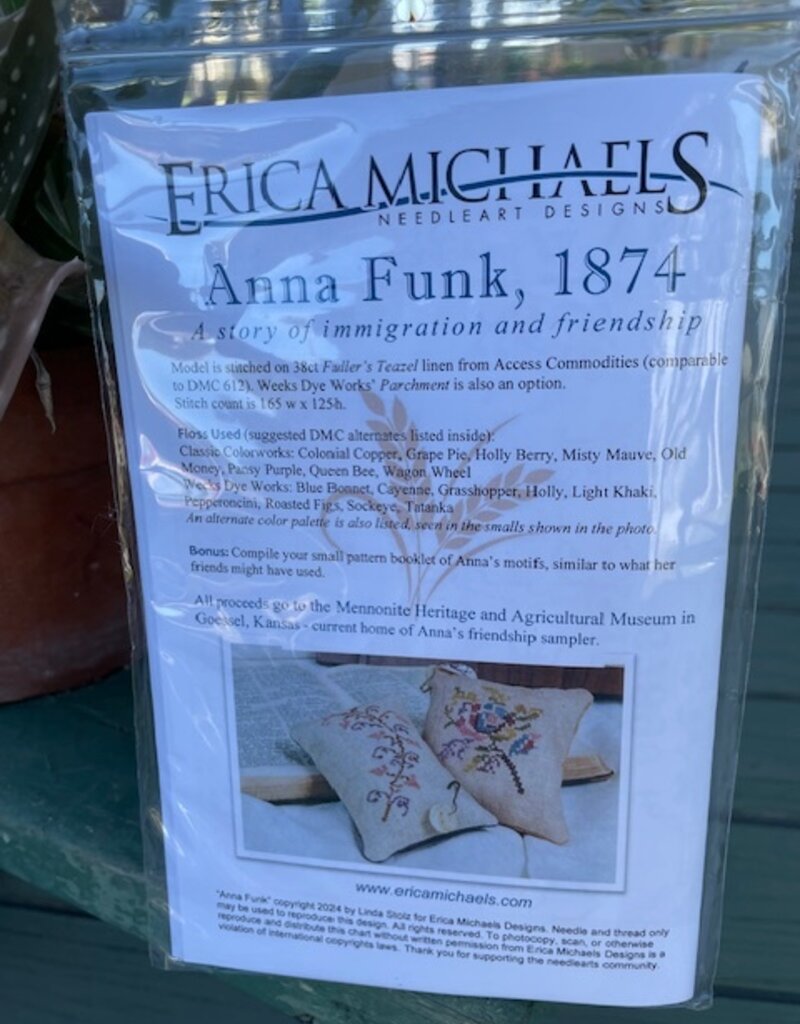 ERICA MICHAELS
NEEDLEART DESIGNS
Anna Funk, 1874
A story of immigration and friendship
Model is stitched on 38ct Fuller's Teazel linen from Access Commodities (comparable
to DMC 612). Weeks Dye Works' Parchment is also an option.
Stitch count is 165 w x 125h.
Floss Used (suggested DMC alternates listed inside):
Classic Colorworks: Colonial Copper, Grape Pie, Holly Berry, Misty Mauve, Old
Money, Pansy Purple, Queen Bee, Wagon Wheel
Weeks Dye Works: Blue Bonnet, Cayenne, Grasshopper, Holly, Light Khaki,
Pepperoncini, Roasted Figs, Sockeye, Tatanka
An alternate color palette is also listed, seen in the smalls shown in the photo.
Bonus: Compile your small pattern booklet of Anna's motifs, similar to what her
friends might have used.
All proceeds go to the Mennonite Heritage and Agricultural Museum in
Goessel, Kansas - current home of Anna's friendship sampler.
www.ericamichaels.com
"Anna Funk" copyright 2024 by Linda Stolz for Erica Michaels Designs. Needle and thread only
may be used to reproduce this design. All rights reserved. To photocopy, scan, or otherwise
reproduce and distribute this chart without written permission from Erica Michaels Designs is a
violation of international copyrights laws. Thank you for supporting the needlearts community.